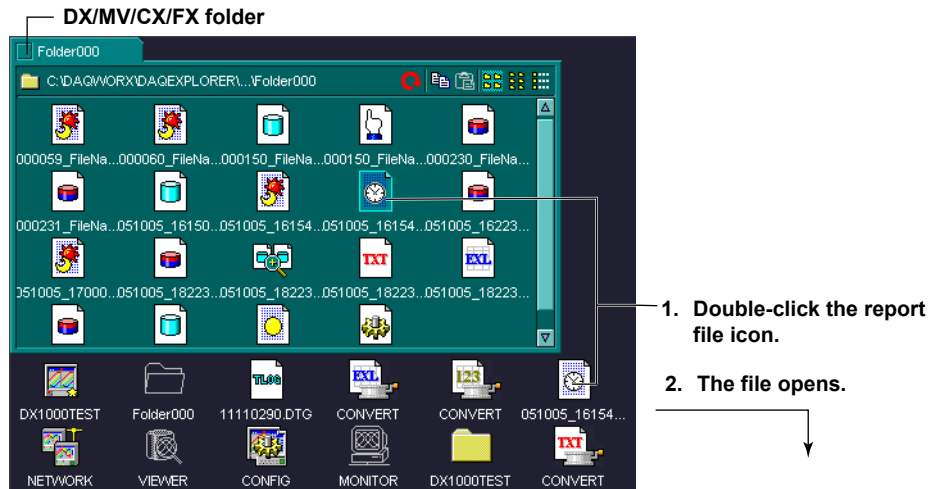 DX/MV/CX/FX folder
Folder000
C:\DAQWORX\DAQEXPLORER\...\Folder000
000059_FileNa...000060_FileNa...000150_FileNa...000150_FileNa...000230_FileNa...
TXT EXL
000231_FileNa...051005_16150...051005_16154...051005_16154...051005_16223...
051005_17000...051005_18223...051005_18223...051005_18223...051005_18223...
1. Double-click the report
file icon.
2. The file opens.
TLOG EXL 123
DX1000TEST Folder000 11110290.DTG CONVERT CONVERT 051005_16154...
TXT
NETWORK VIEWER CONFIG MONITOR DX1000TEST CONVERT